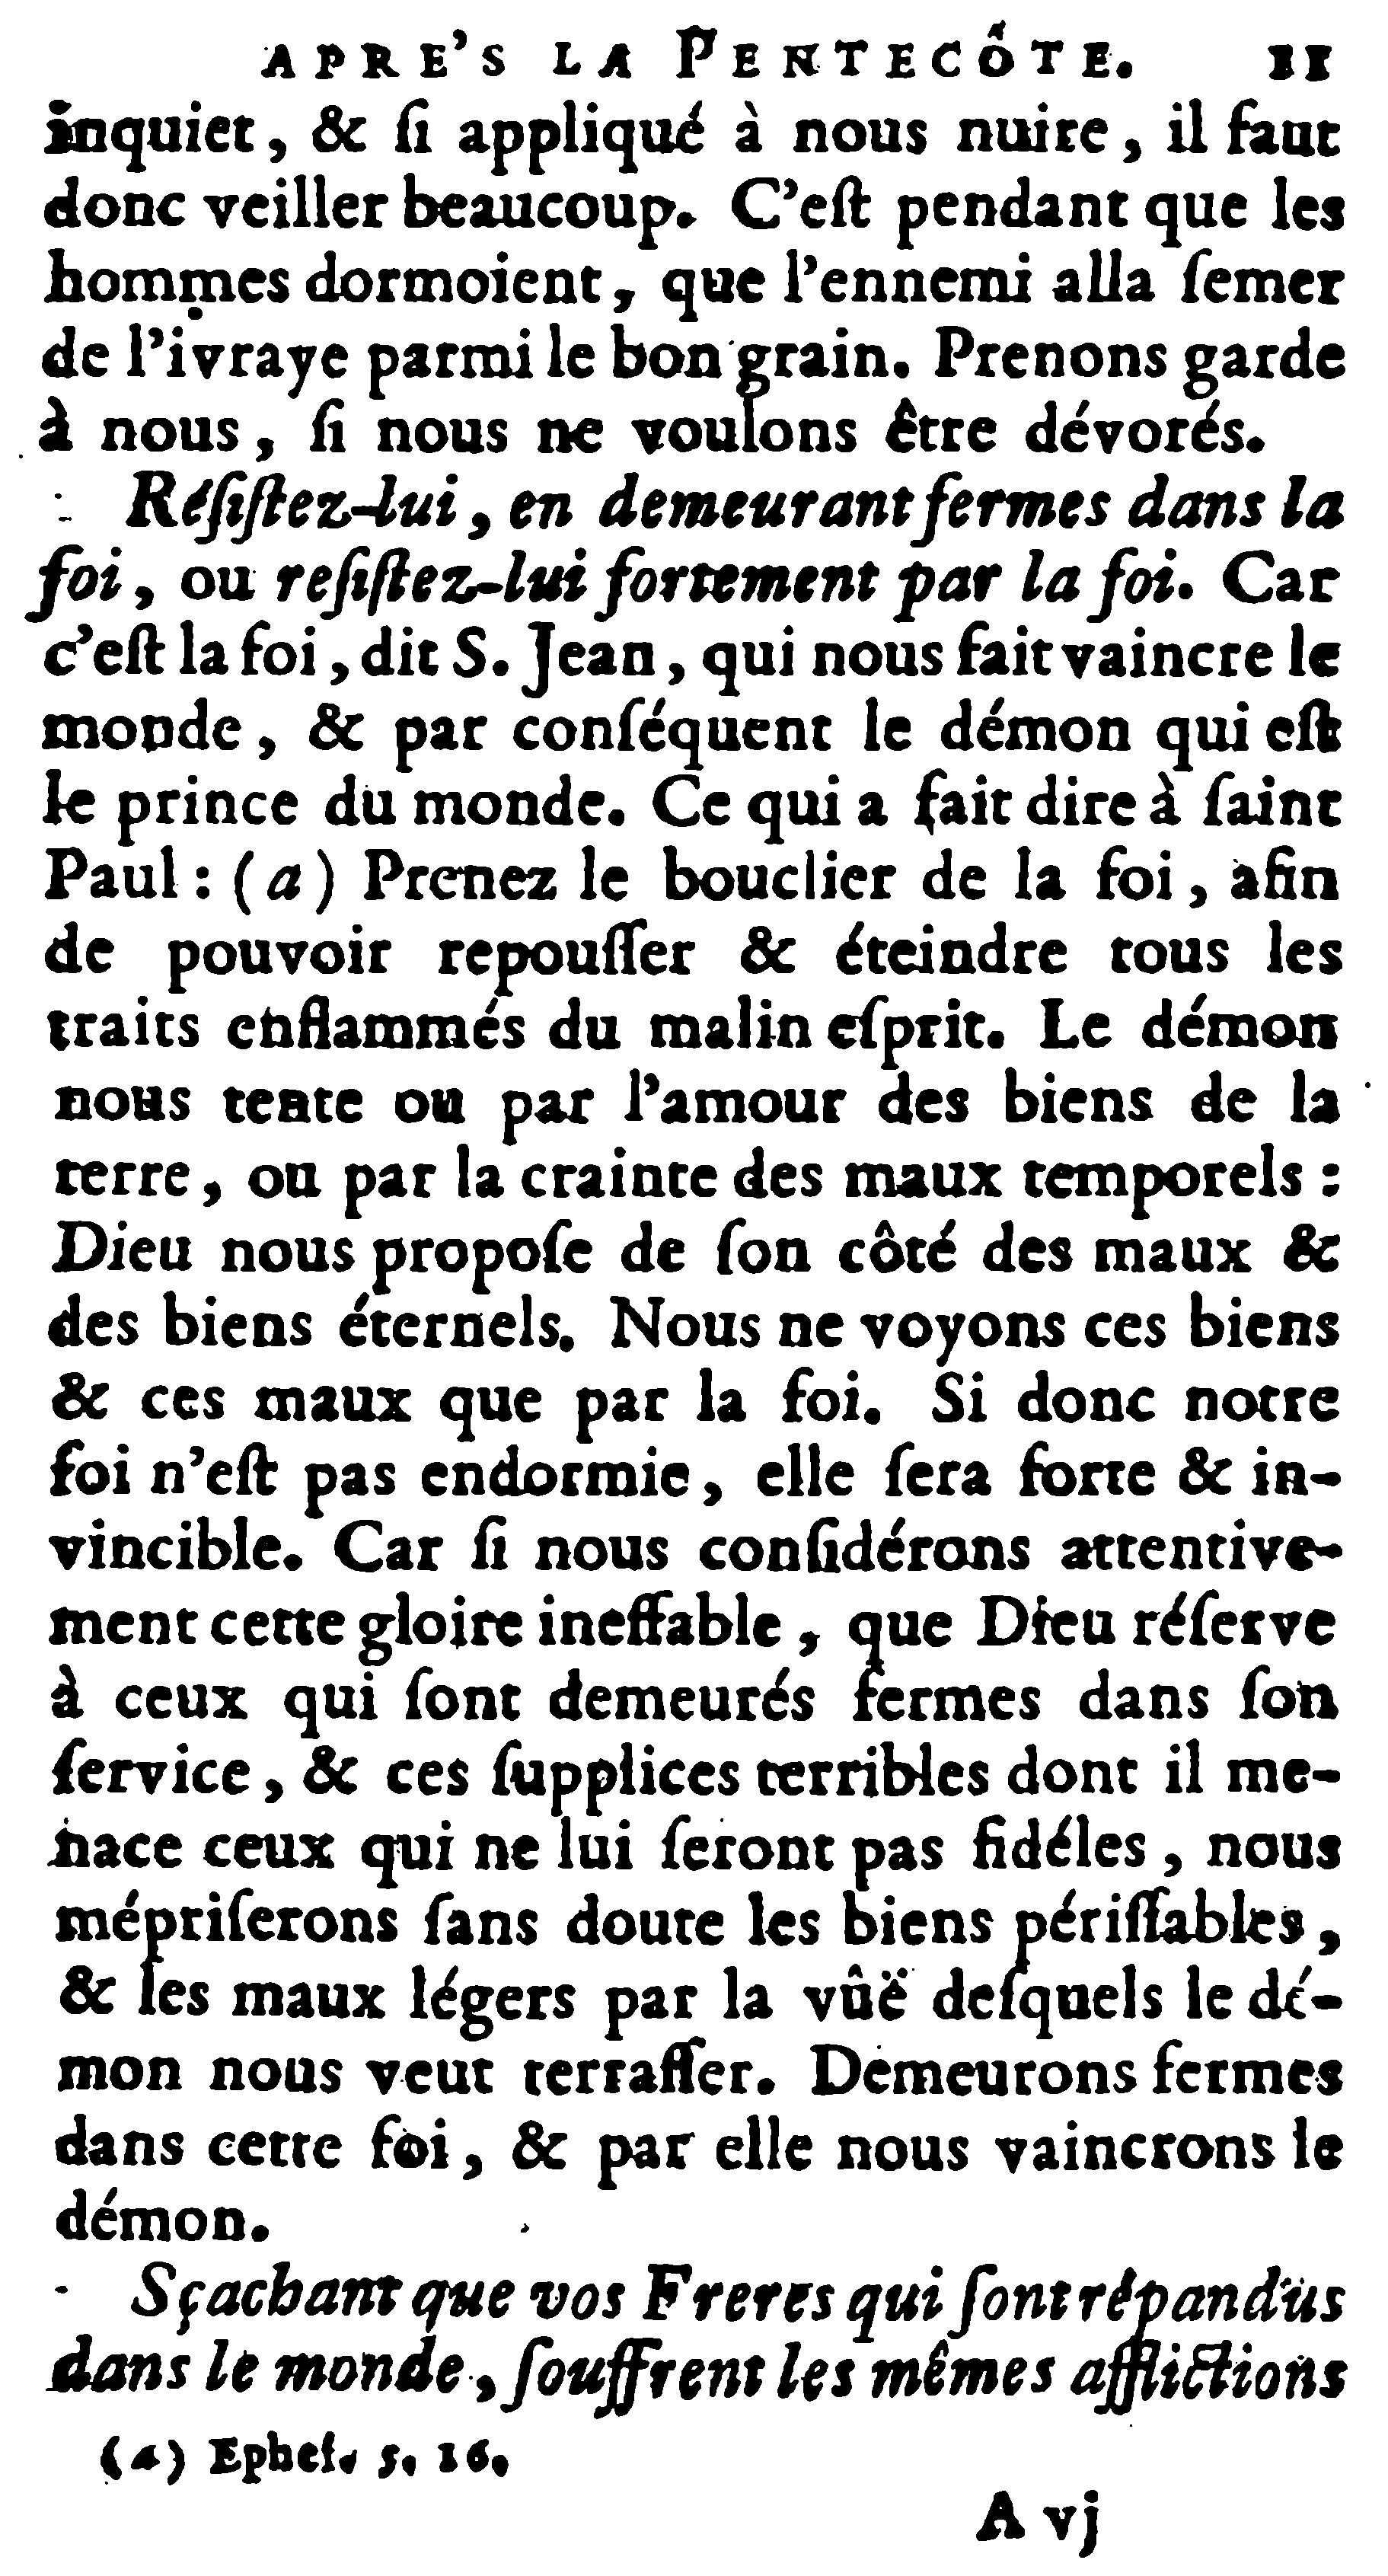 APRE'S LA PENTECÔTE. 11
inquiet, & ſi appliqué à nous nuire, il faut
donc veiller beaucoup. C'eſt pendant que les
hommes dormoient, que l'ennemi alla ſemer
de l'ivraye parmi le bon grain. Prenons garde
à nous, ſi nous ne voulons être dévorés.
Réſiſtez-lui, en demeurant fermes dans la
foi, ou reſiſtez-lui fortement par la foi. Car
c'eſt la foi, dit S. Jean, qui nous fait vaincre le
monde, & par conſéquent le démon qui eſt
le prince du monde. Ce qui a fait dire à ſaint
Paul : (a) Prenez le bouclier de la foi, afin
de pouvoir repouſſer & éteindre tous les
traits enflammés du malin eſprit. Le démon
nous tente ou par l'amour des biens de la
terre, ou par la crainte des maux temporels :
Dieu nous propoſe de ſon côté des maux &
des biens éternels. Nous ne voyons ces biens
& ces maux que par la foi. Si donc notre
foi n'eſt pas endormie, elle ſera forte & in-
vincible. Car ſi nous conſidérons attentive-
ment cette gloire ineffable, que Dieu réſerve
à ceux qui ſont demeurés fermes dans ſon
ſervice, & ces ſupplices terribles dont il me-
nace ceux qui ne lui ſeront pas fidéles, nous
mépriſerons ſans doute les biens périſſables,
& les maux légers par la vûë deſquels le dé-
mon nous veut terraſſer. Demeurons fermes
dans cette foi, & par elle nous vaincrons le
démon.
Sçachant que vos Freres qui ſont répandus
dans le monde, ſouffrent les mêmes afflictions
(a) Epheſ. 5. 16.
A vj